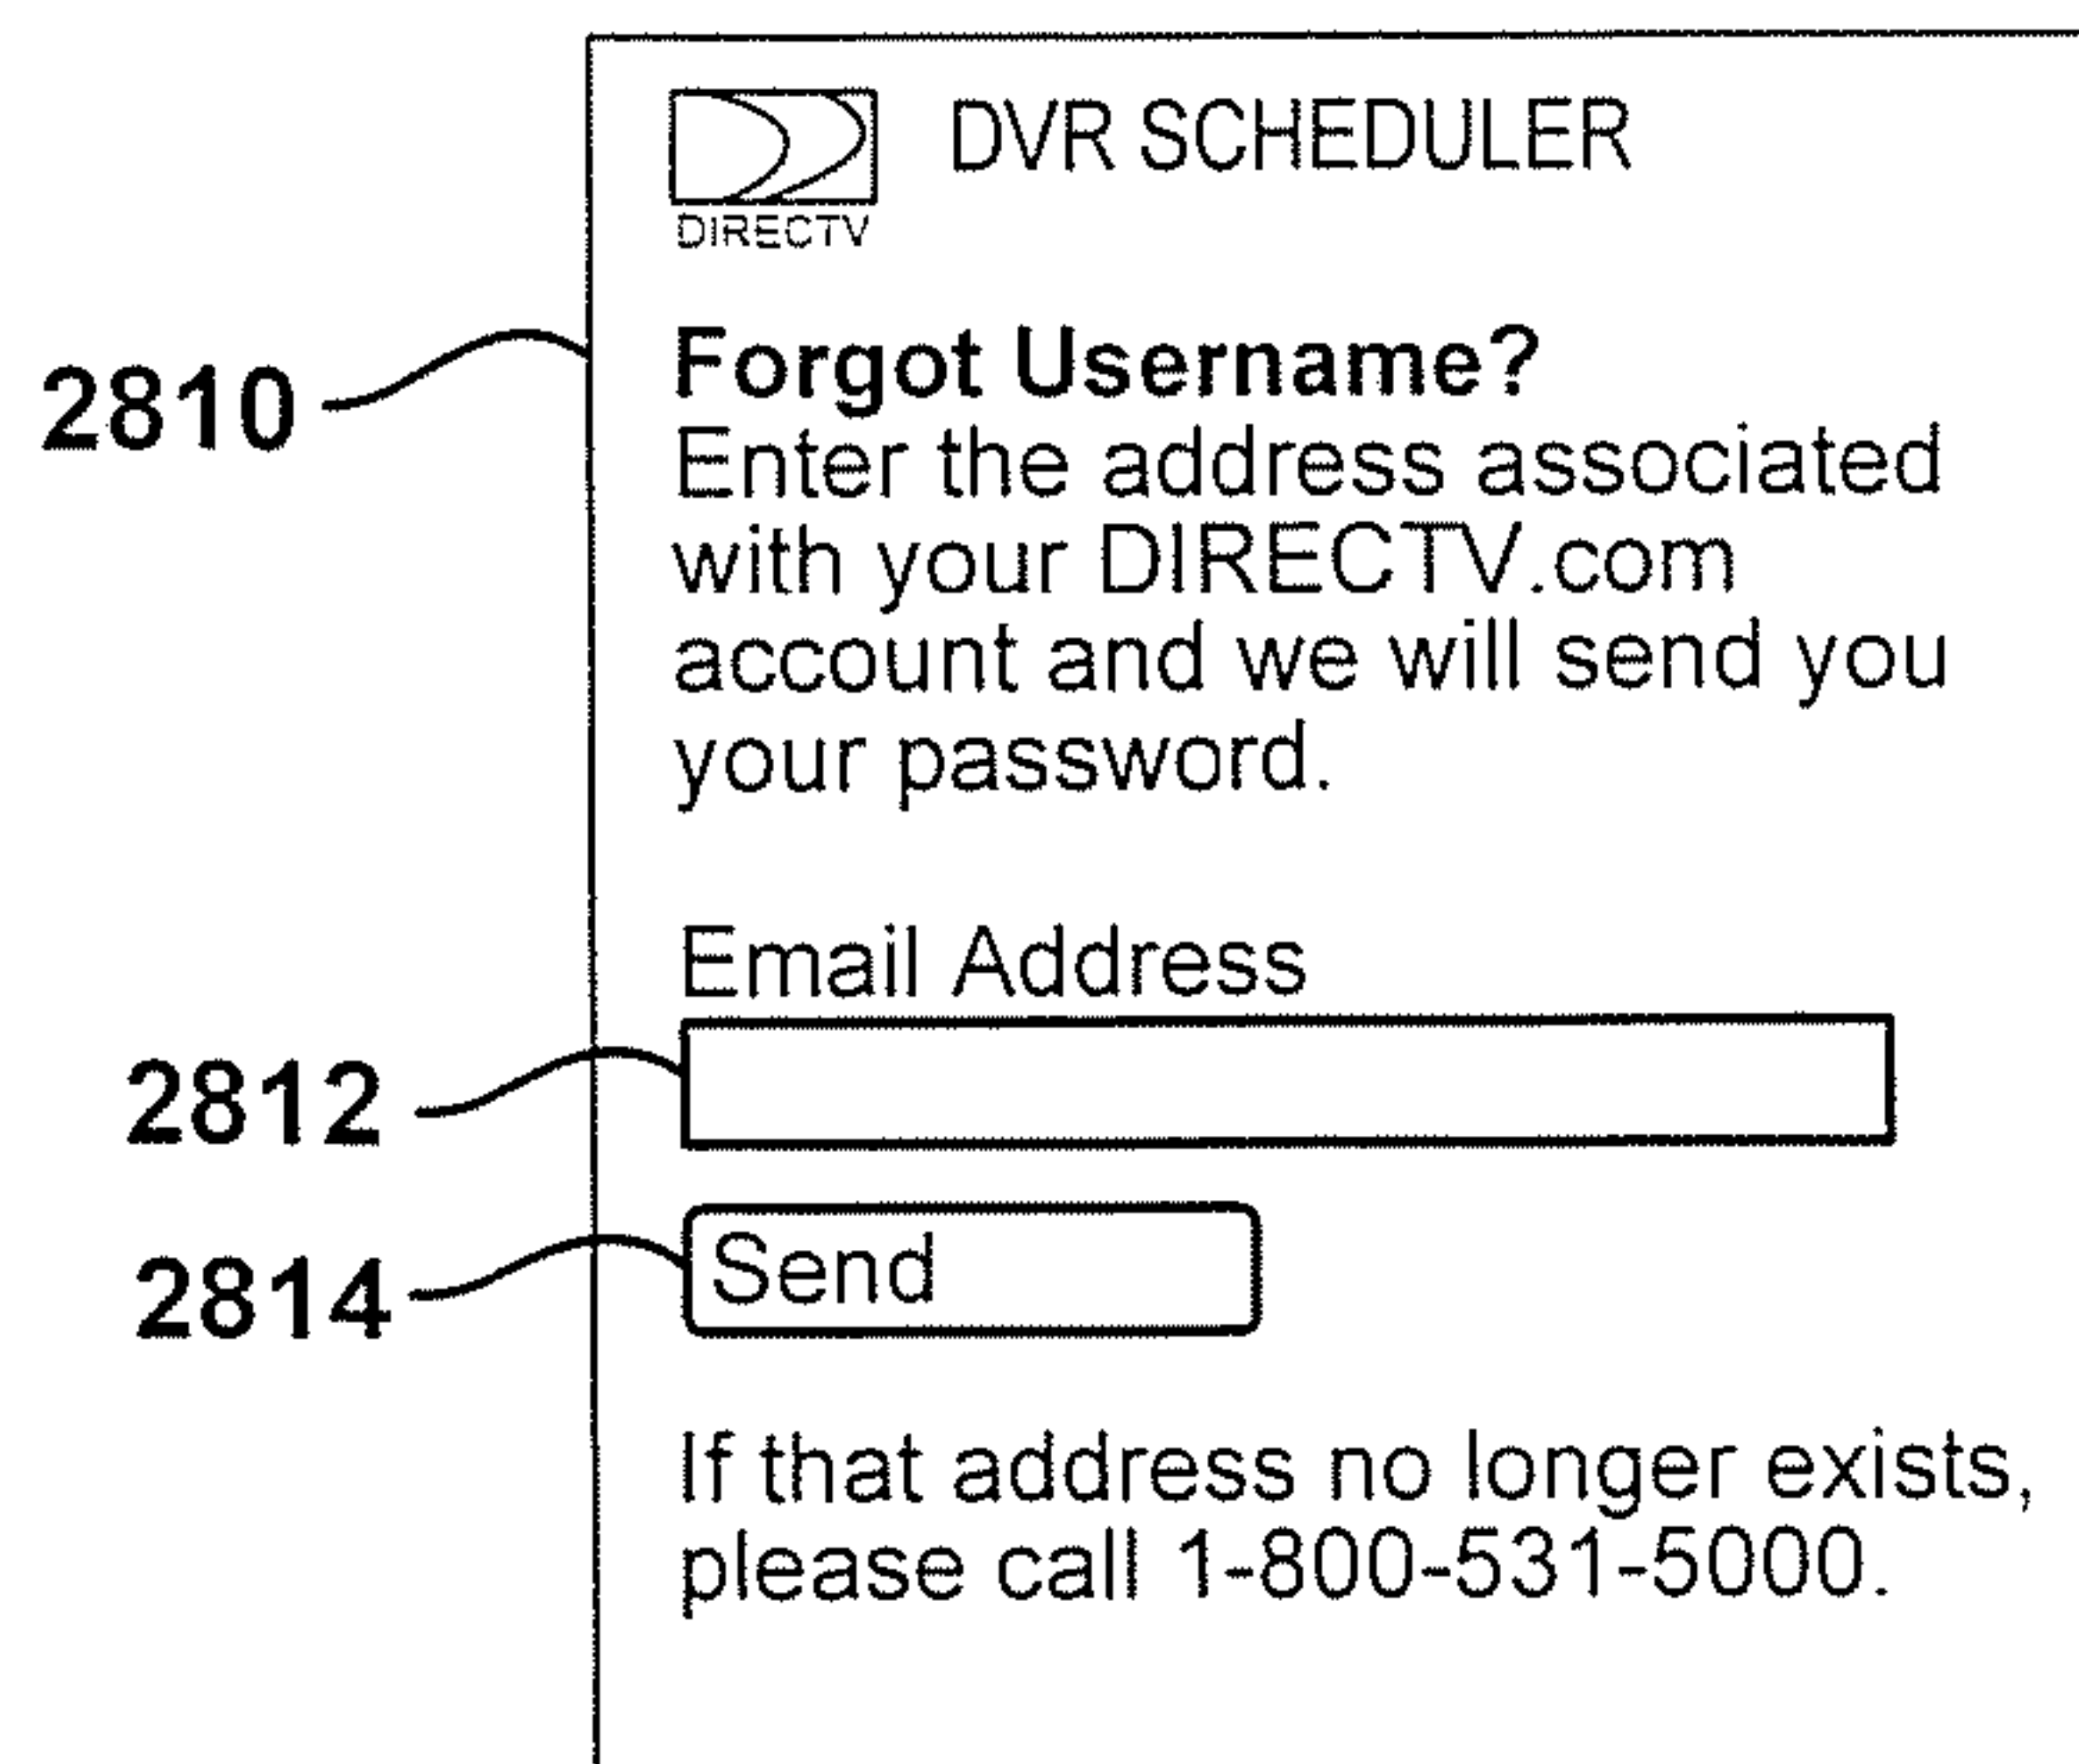 DVR SCHEDULER
DIRECTV
2810
Forgot Username?
Enter the address associated
with your DIRECTV.com
account and we will send you
your password.
Email Address
2812
2814
Send
If that address no longer exists,
please call 1-800-531-5000.